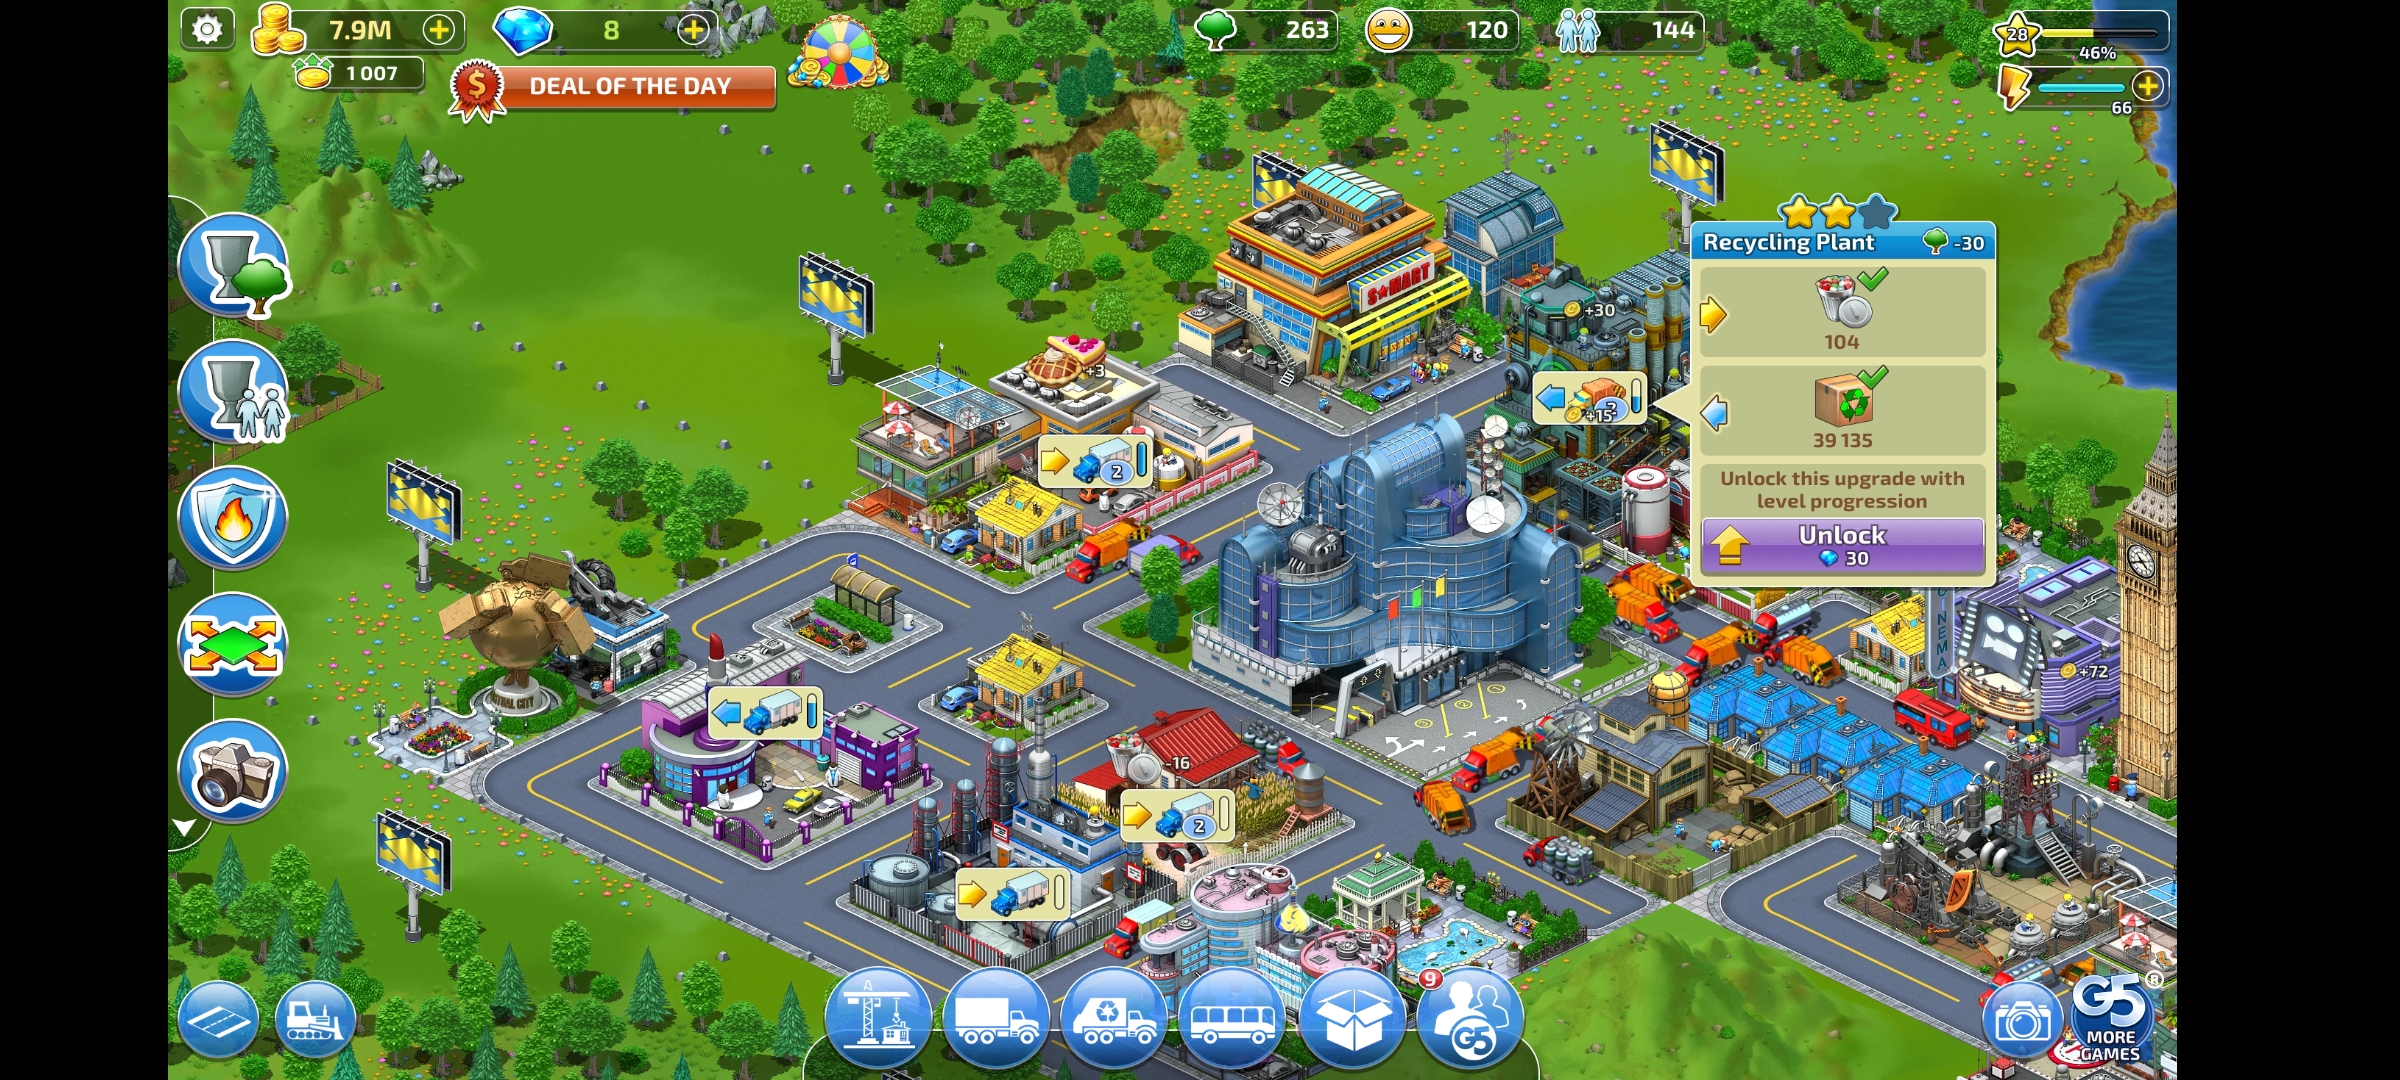 7.9M
8
263
120
144
28
46%
1 007
DEAL OF THE DAY
66
Recycling Plant
-30
S★MART
+30
104
+3
+15
2
39 135
2
Unlock this upgrade with
level progression
Unlock
30
CINEMA
+72
-16
2
9
G5
G5
®
MORE
GAMES